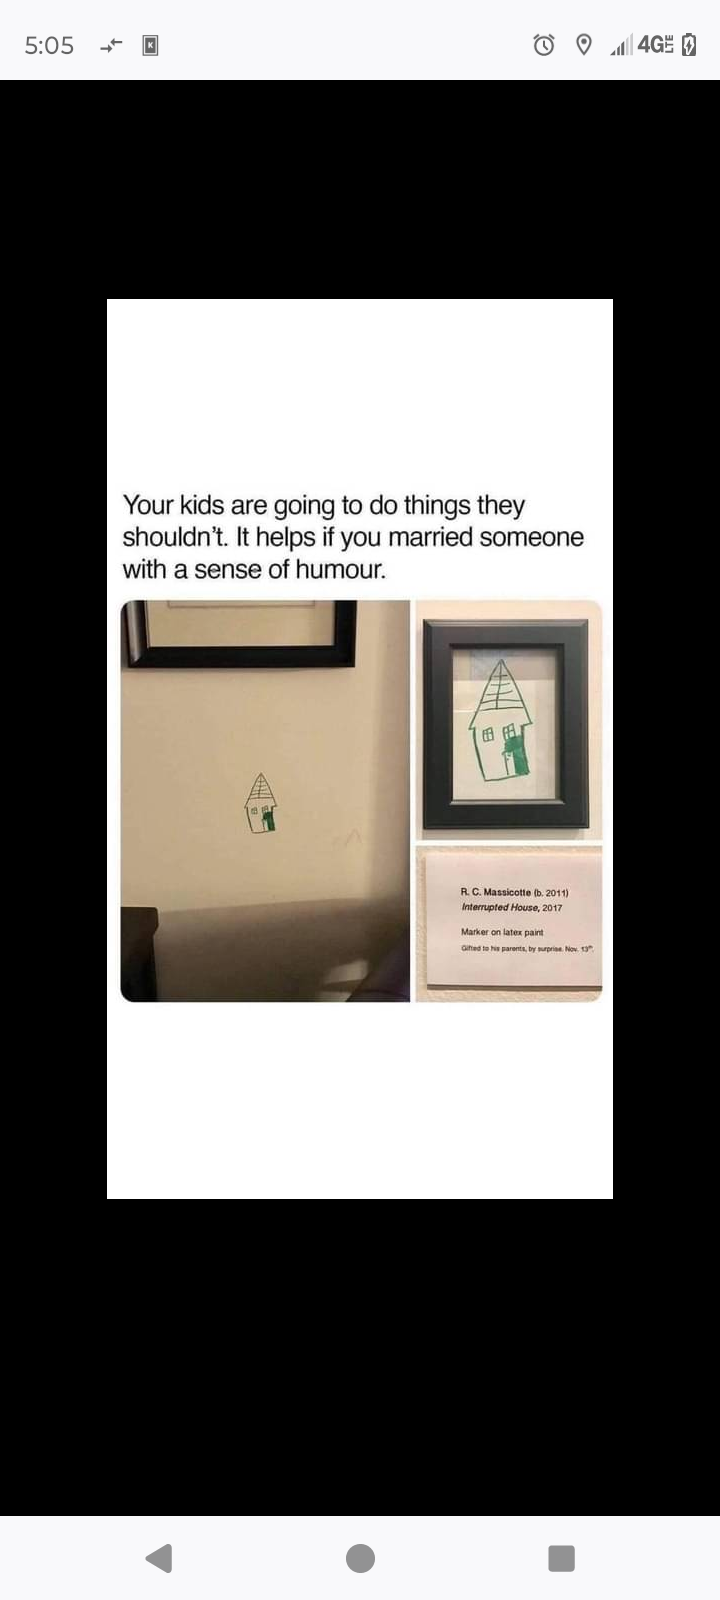 5:05
K
4G LTE
Your kids are going to do things they
shouldn't. It helps if you married someone
with a sense of humour.
R. C. Massicotte (b. 2011)
Interrupted House, 2017
Marker on latex paint
Gifted to his parents, by surprise. Nov. 13th.